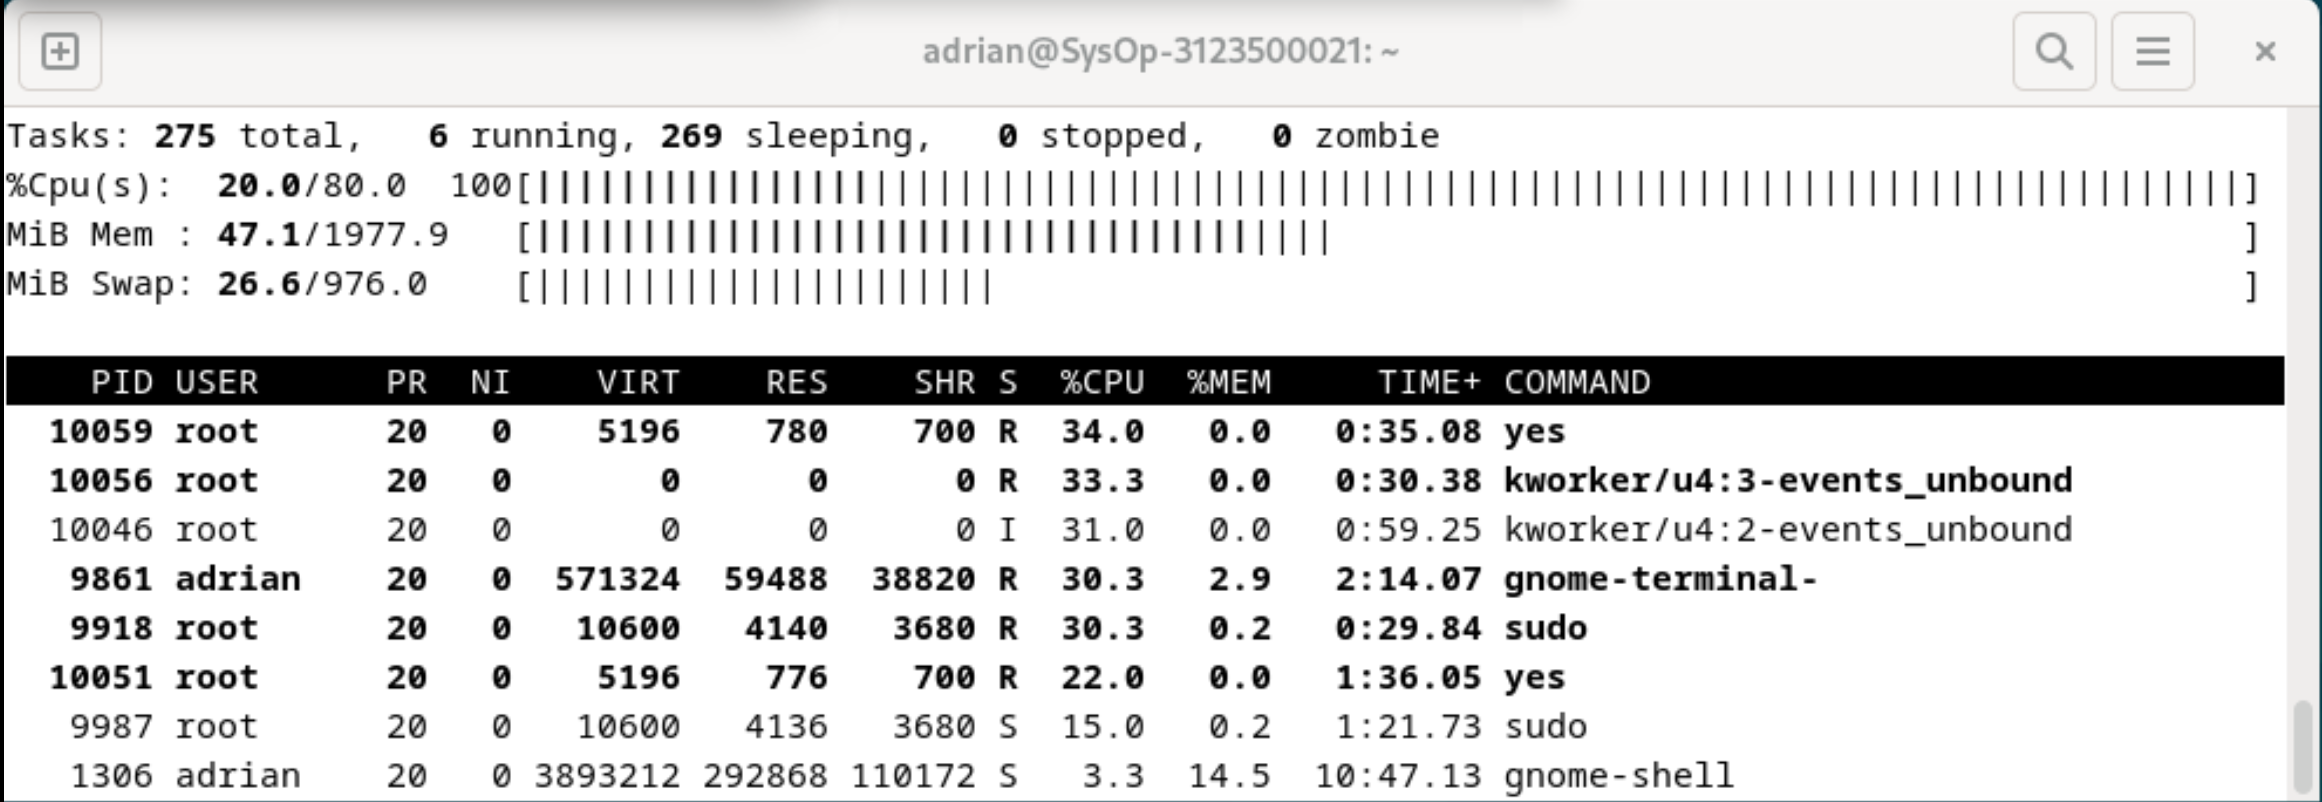 adrian@SysOp-3123500021: ~
Tasks: 275 total,   6 running, 269 sleeping,   0 stopped,   0 zombie
%Cpu(s):  20.0/80.0  100[|||||||||||||||||||||||||||||||||||||||||||||||||||||||||||||||||||||||||||||||||]
MiB Mem : 47.1/1977.9   [||||||||||||||||||||||||||||||||||||||                                           ]
MiB Swap: 26.6/976.0    [||||||||||||||||||||||                                                           ]
    PID USER      PR  NI    VIRT    RES    SHR S  %CPU  %MEM     TIME+ COMMAND
  10059 root      20   0    5196    780    700 R  34.0   0.0   0:35.08 yes
  10056 root      20   0       0      0      0 R  33.3   0.0   0:30.38 kworker/u4:3-events_unbound
  10046 root      20   0       0      0      0 I  31.0   0.0   0:59.25 kworker/u4:2-events_unbound
   9861 adrian    20   0  571324  59488  38820 R  30.3   2.9   2:14.07 gnome-terminal-
   9918 root      20   0   10600   4140   3680 R  30.3   0.2   0:29.84 sudo
  10051 root      20   0    5196    776    700 R  22.0   0.0   1:36.05 yes
   9987 root      20   0   10600   4136   3680 S  15.0   0.2   1:21.73 sudo
   1306 adrian    20   0 3893212 292868 110172 S   3.3  14.5  10:47.13 gnome-shell